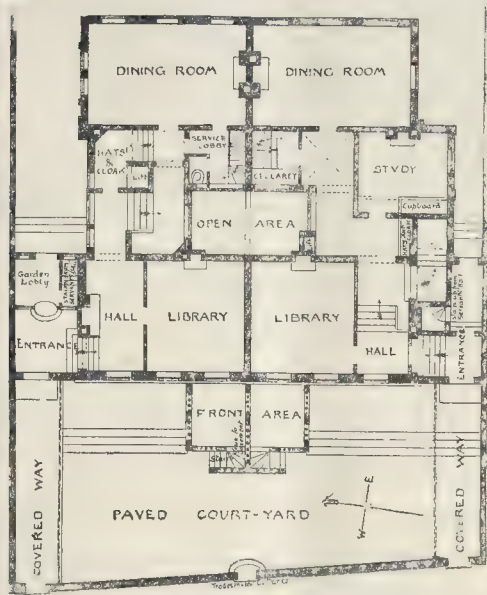 DINING ROOM
DINING ROOM
HATS
&
CLOAKS
SERVICE
LOBBY
LIFT
CELLARET
STUDY
Cupboard
OPEN AREA
Garden
Lobby
HALL
LIBRARY
LIBRARY
HALL
ENTRANCE
ENTRANCE
FRONT
AREA
COVERED WAY
COVERED WAY
PAVED COURT-YARD
E
W